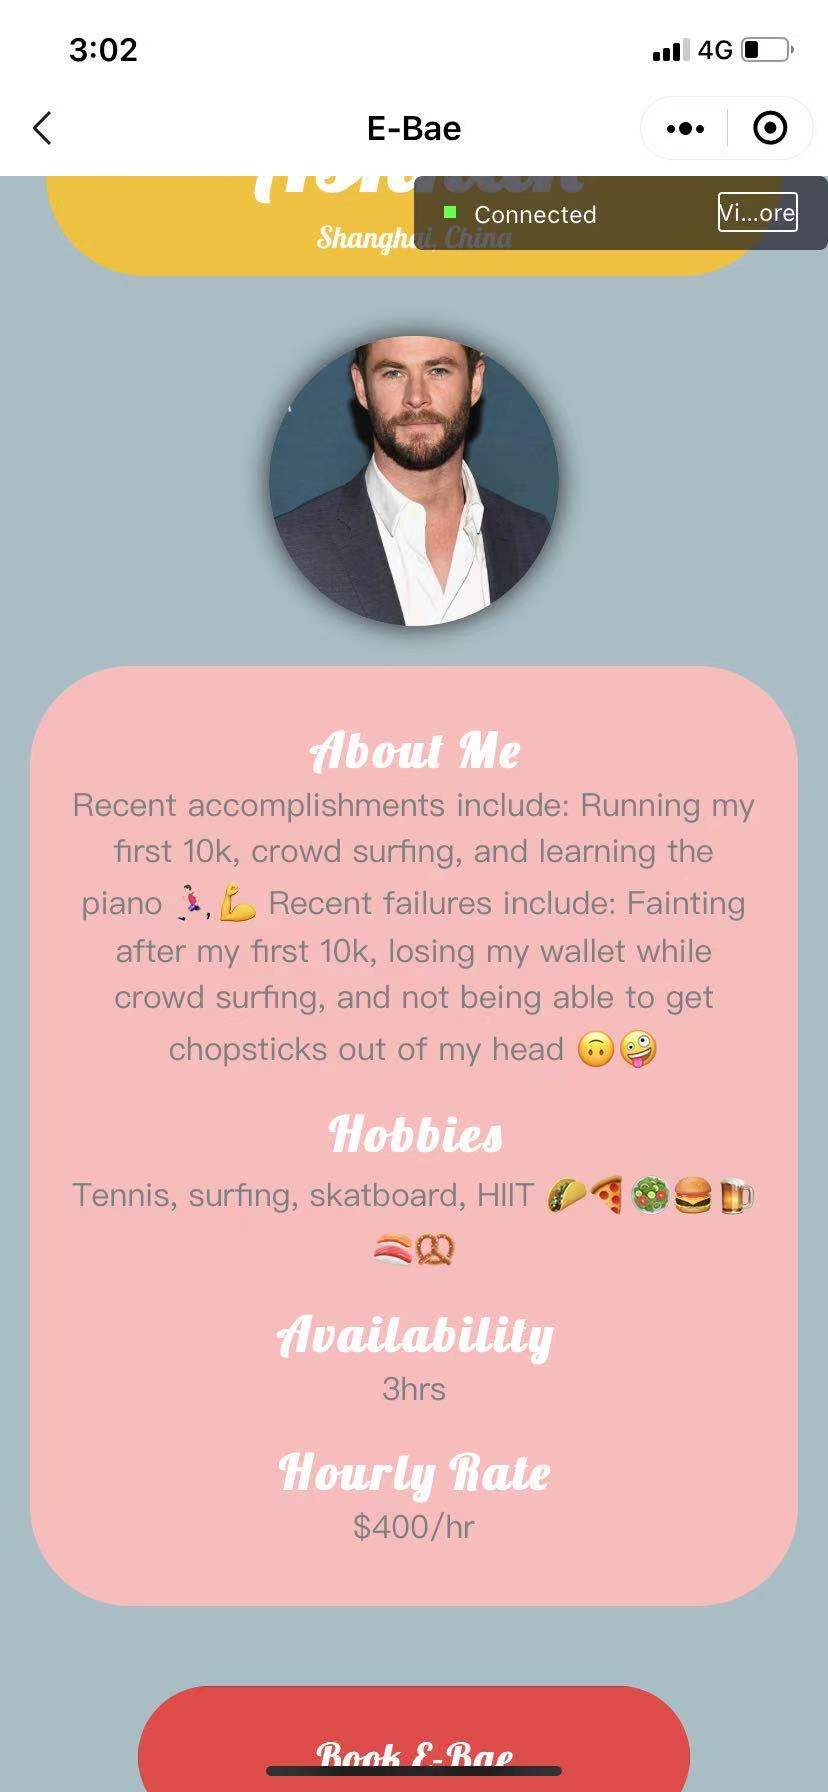 3:02
4G
E-Bae
Connected
Vi...ore
Shanghai, China
About Me
Recent accomplishments include: Running my
first 10k, crowd surfing, and learning the
piano 🏃🏻‍♂️💪 Recent failures include: Fainting
after my first 10k, losing my wallet while
crowd surfing, and not being able to get
chopsticks out of my head 🙃🤪
Hobbies
Tennis, surfing, skatboard, HIIT 🌮🍕🥗🍔🍺
🍣🥨
Availability
3hrs
Hourly Rate
$400/hr
Book E-Bae